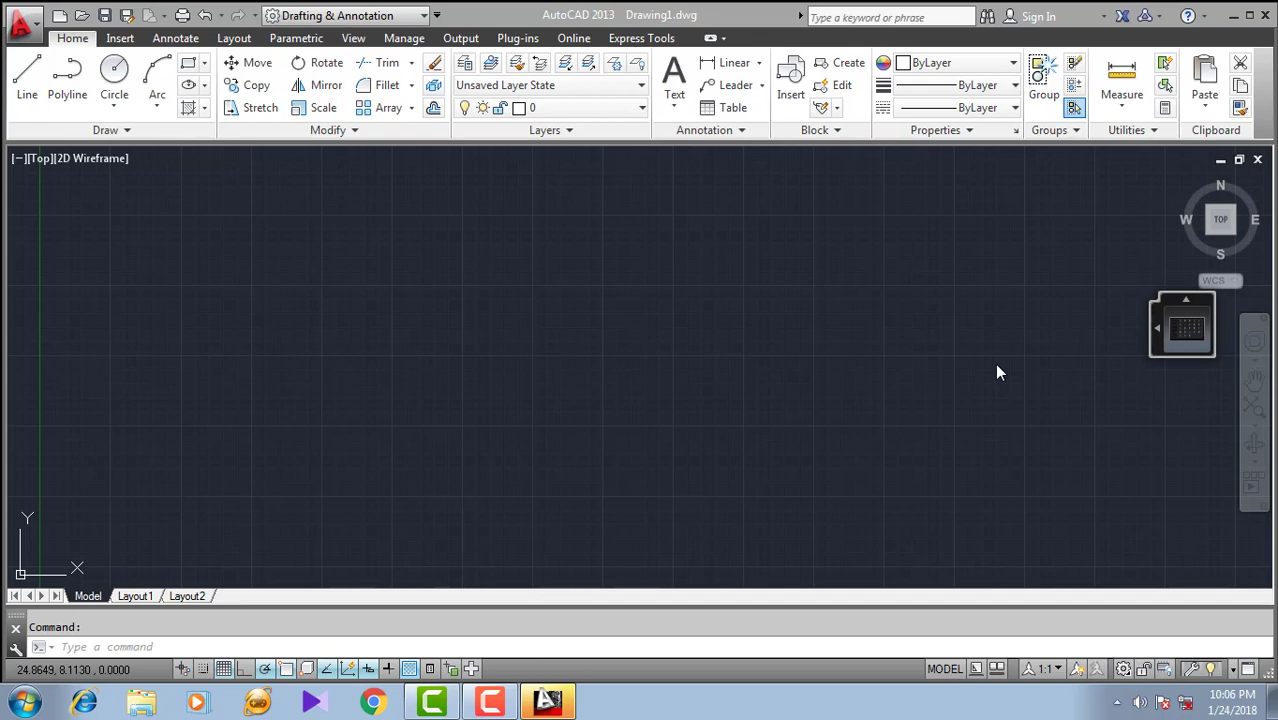 AutoCAD 2013 Drawing1.dwg
Drafting & Annotation
Type a keyword or phrase
Sign In
Home Insert Annotate Layout Parametric View Manage Output Plug-ins Online Express Tools
Line Polyline Circle Arc
Draw
Move Rotate Trim
Copy Mirror Fillet
Stretch Scale Array
Modify
Unsaved Layer State
0
Layers
Text
Linear
Leader
Table
Annotation
Insert
Create
Edit
Block
ByLayer
ByLayer
ByLayer
Properties
Group
Groups
Measure
Utilities
Paste
Clipboard
[−][Top][2D Wireframe]
N
W TOP E
S
WCS
Y
X
Model Layout1 Layout2
Command:
Type a command
24.8649, 8.1130, 0.0000
MODEL
1:1
10:06 PM
1/24/2018